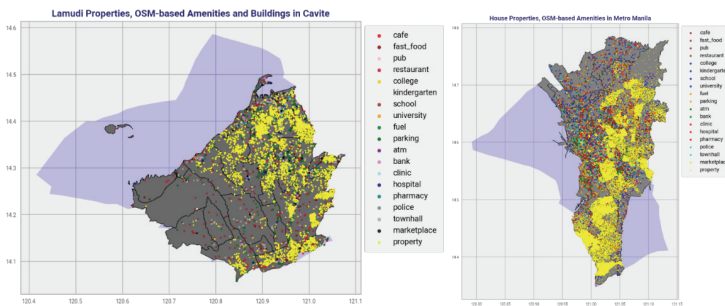 Lamudi Properties, OSM-based Amenities and Buildings in Cavite
14.6
14.5
14.4
14.3
14.2
14.1
120.4
120.5
120.6
120.7
120.8
120.9
121.0
121.1
cafe
fast_food
pub
restaurant
college
kindergarten
school
university
fuel
parking
atm
bank
clinic
hospital
pharmacy
police
townhall
marketplace
property
House Properties, OSM-based Amenities in Metro Manila
cafe
fast_food
pub
restaurant
college
kindergarten
school
university
fuel
parking
atm
bank
clinic
hospital
pharmacy
police
townhall
marketplace
property